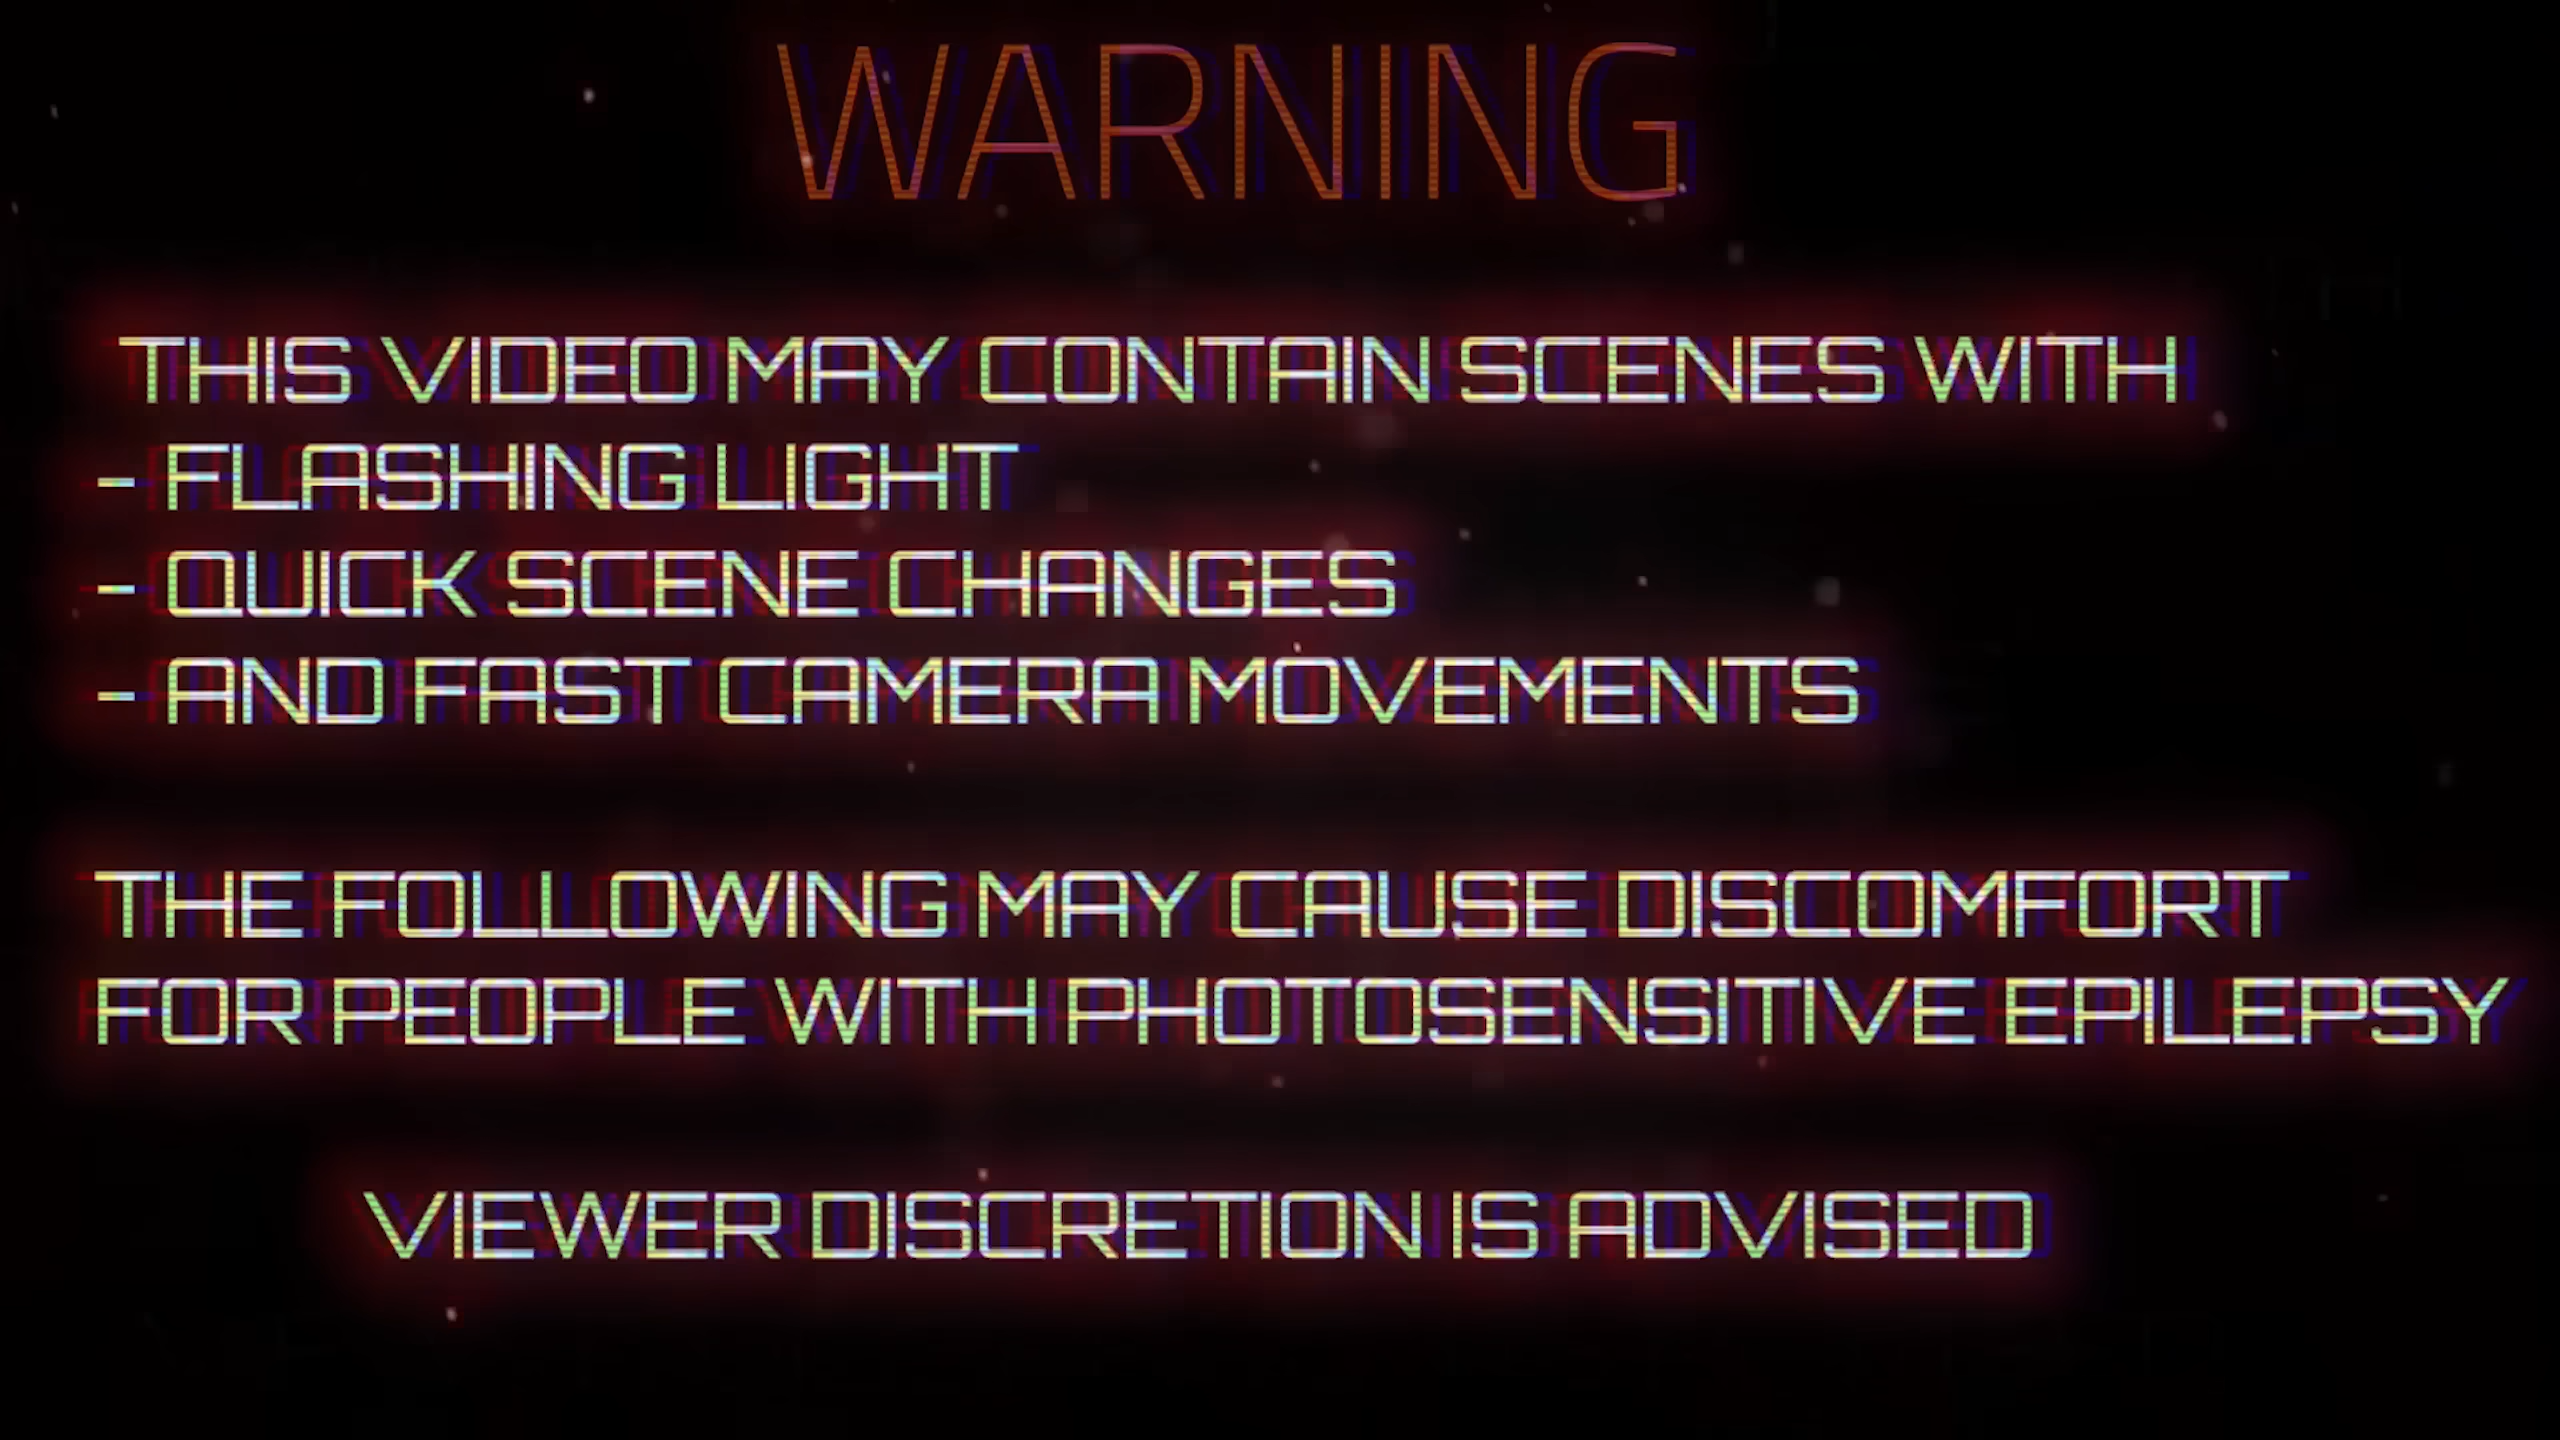 WARNING
THIS VIDEO MAY CONTAIN SCENES WITH
- FLASHING LIGHT
- QUICK SCENE CHANGES
- AND FAST CAMERA MOVEMENTS
THE FOLLOWING MAY CAUSE DISCOMFORT
FOR PEOPLE WITH PHOTOSENSITIVE EPILEPSY
VIEWER DISCRETION IS ADVISED